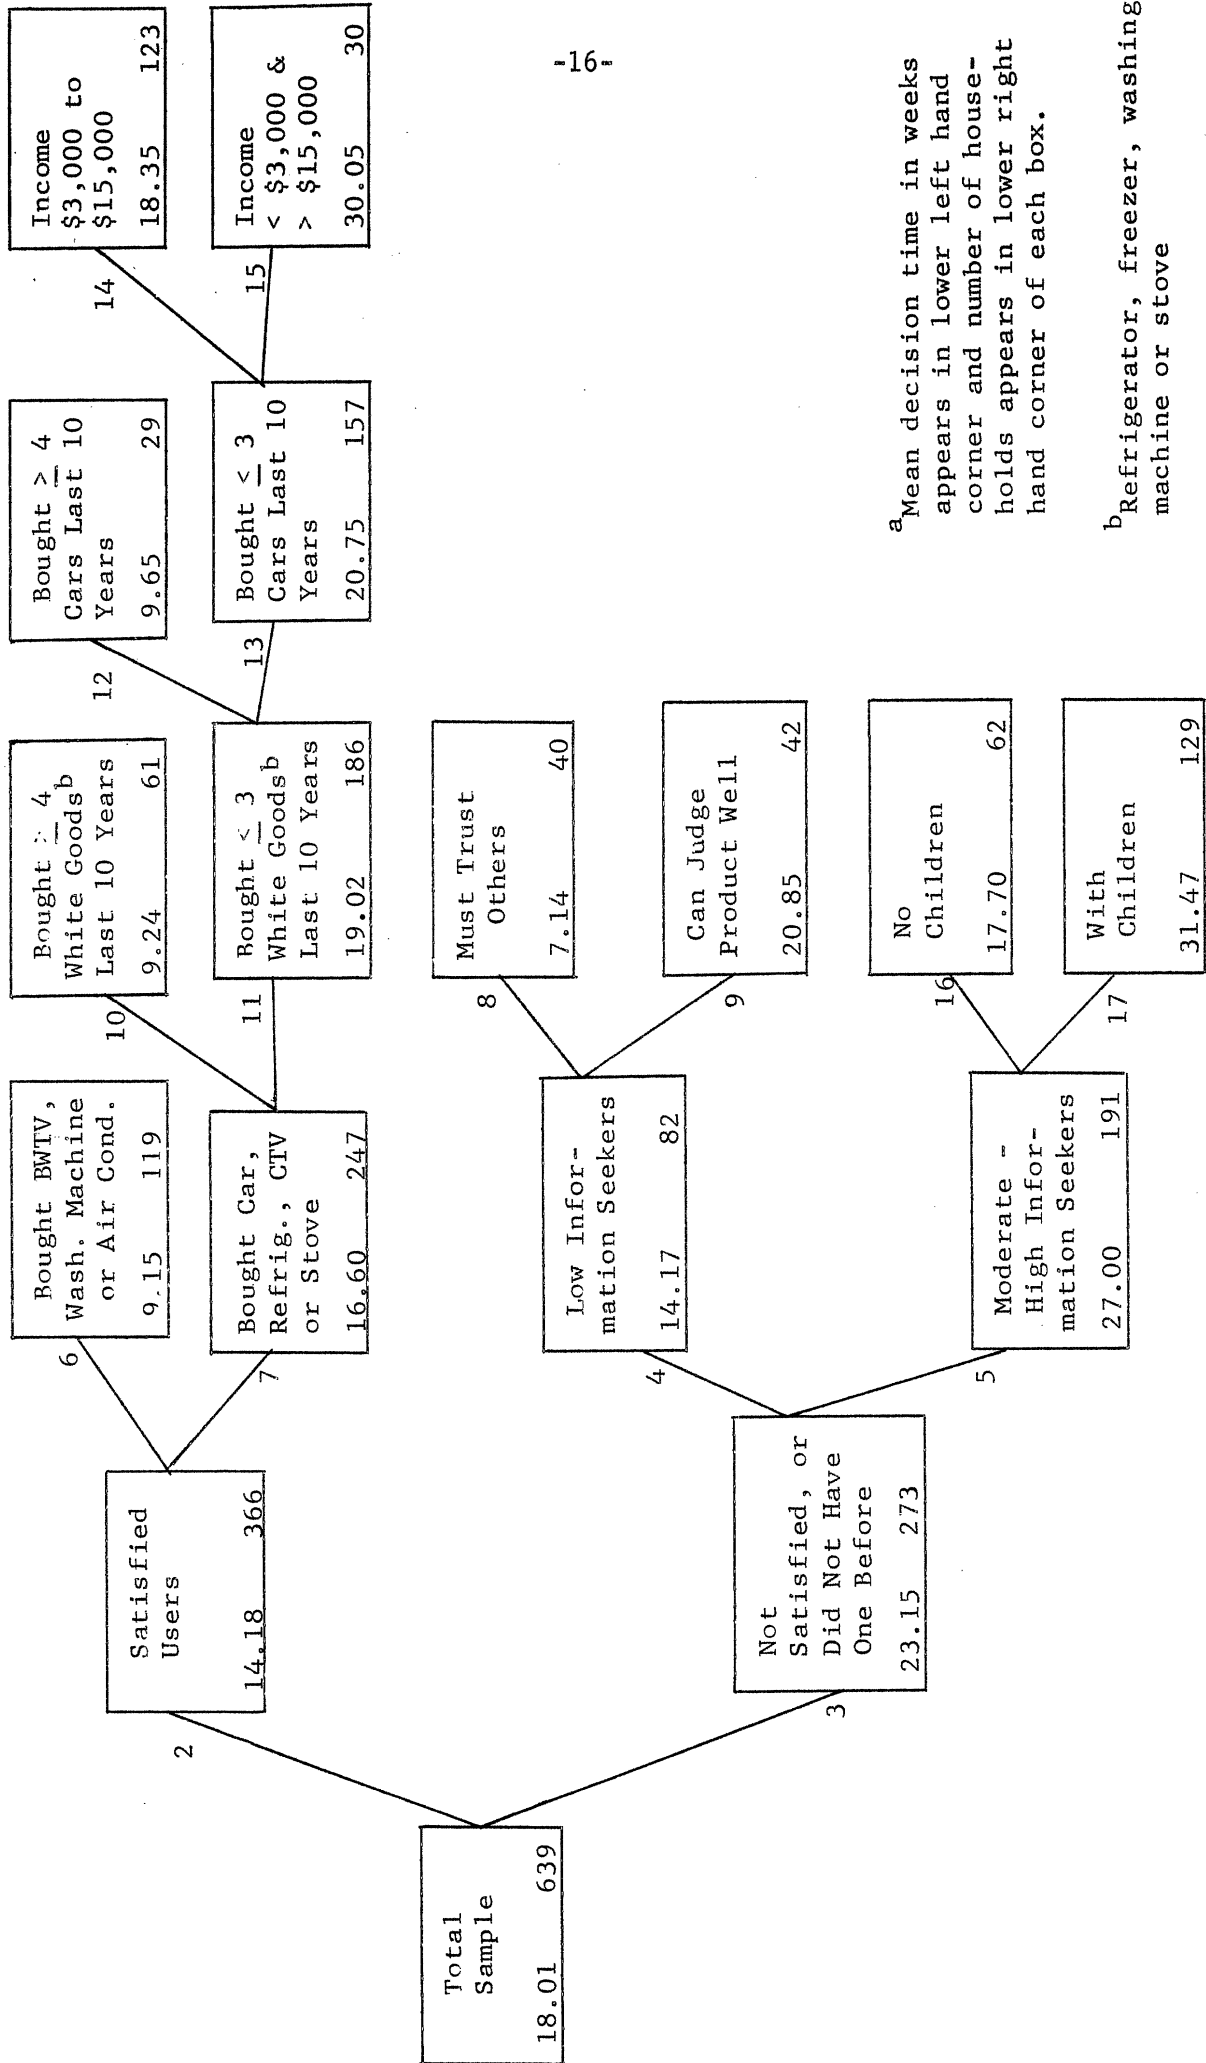 -16-
Total
Sample
18.01 639
2
Satisfied
Users
14.18 366
3
Not
Satisfied, or
Did Not Have
One Before
23.15 273
6
Bought BWTV,
Wash. Machine
or Air Cond.
9.15 119
7
Bought Car,
Refrig., CTV
or Stove
16.60 247
4
Low Infor-
mation Seekers
14.17 82
5
Moderate -
High Infor-
mation Seekers
27.00 191
10
Bought ≥ 4
White Goodsᵇ
Last 10 Years
9.24 61
11
Bought ≤ 3
White Goodsᵇ
Last 10 Years
19.02 186
8
Must Trust
Others
7.14 40
9
Can Judge
Product Well
20.85 42
16
No
Children
17.70 62
17
With
Children
31.47 129
12
Bought ≥ 4
Cars Last 10
Years
9.65 29
13
Bought ≤ 3
Cars Last 10
Years
20.75 157
14
Income
$3,000 to
$15,000
18.35 123
15
Income
< $3,000 &
> $15,000
30.05 30
ᵃMean decision time in weeks
appears in lower left hand
corner and number of house-
holds appears in lower right
hand corner of each box.
ᵇRefrigerator, freezer, washing
machine or stove